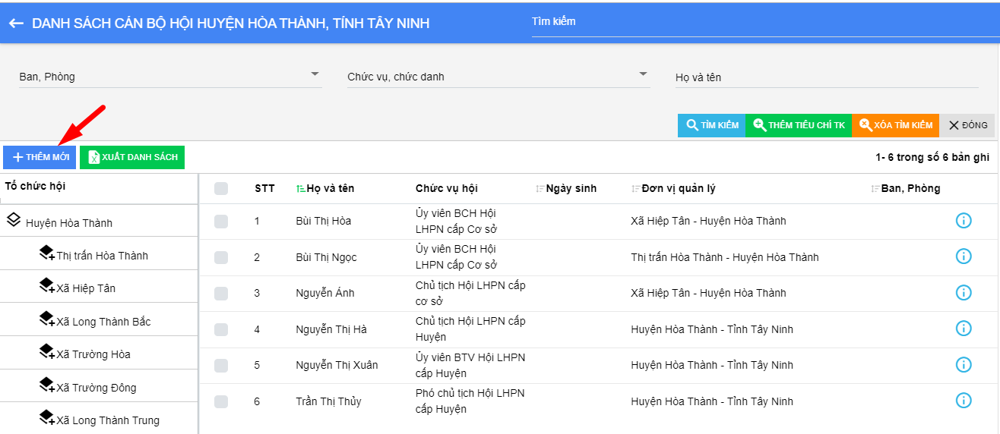 DANH SÁCH CÁN BỘ HỘI HUYỆN HÒA THÀNH, TỈNH TÂY NINH
Tìm kiếm
Ban, Phòng
Chức vụ, chức danh
Họ và tên
TÌM KIẾM
THÊM TIÊU CHÍ TK
XÓA TÌM KIẾM
ĐÓNG
THÊM MỚI
XUẤT DANH SÁCH
1- 6 trong số 6 bản ghi
Tổ chức hội
Huyện Hòa Thành
Thị trấn Hòa Thành
Xã Hiệp Tân
Xã Long Thành Bắc
Xã Trường Hòa
Xã Trường Đông
Xã Long Thành Trung
STT Họ và tên Chức vụ hội Ngày sinh Đơn vị quản lý Ban, Phòng
1 Bùi Thị Hòa Ủy viên BCH Hội Xã Hiệp Tân - Huyện Hòa Thành
LHPN cấp Cơ sở
2 Bùi Thị Ngọc Ủy viên BCH Hội Thị trấn Hòa Thành - Huyện Hòa Thành
LHPN cấp Cơ sở
3 Nguyễn Ánh Chủ tịch Hội LHPN cấp Xã Hiệp Tân - Huyện Hòa Thành
cơ sở
4 Nguyễn Thị Hà Chủ tịch Hội LHPN cấp Huyện Hòa Thành - Tỉnh Tây Ninh
Huyện
5 Nguyễn Thị Xuân Ủy viên BTV Hội LHPN Huyện Hòa Thành - Tỉnh Tây Ninh
cấp Huyện
6 Trần Thị Thủy Phó chủ tịch Hội LHPN Huyện Hòa Thành - Tỉnh Tây Ninh
cấp Huyện